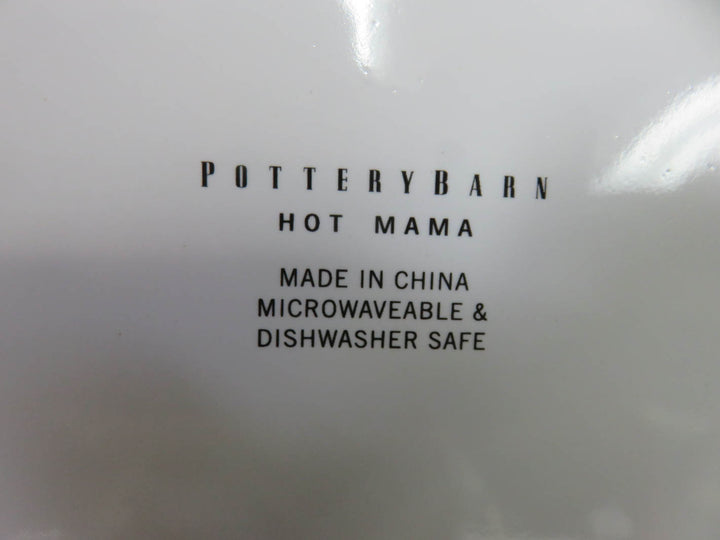 POTTERYBARN
HOT MAMA
MADE IN CHINA
MICROWAVEABLE &
DISHWASHER SAFE